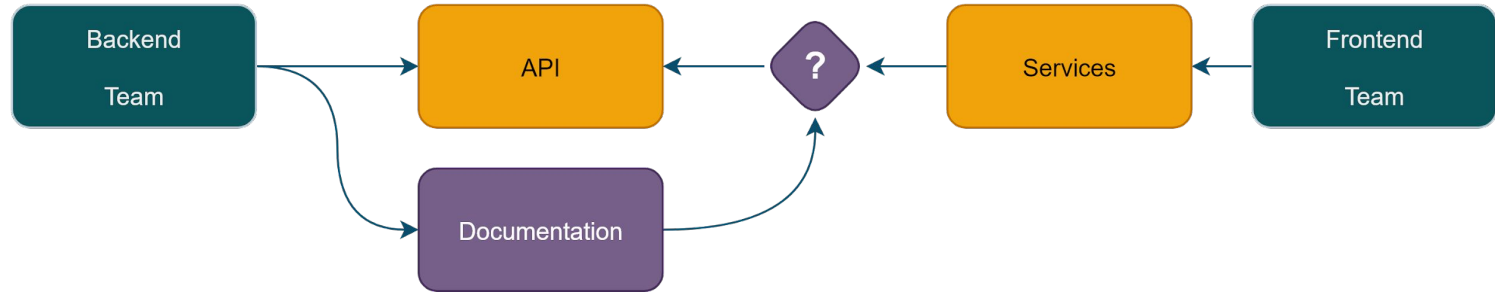 Backend
Team
API
?
Services
Frontend
Team
Documentation